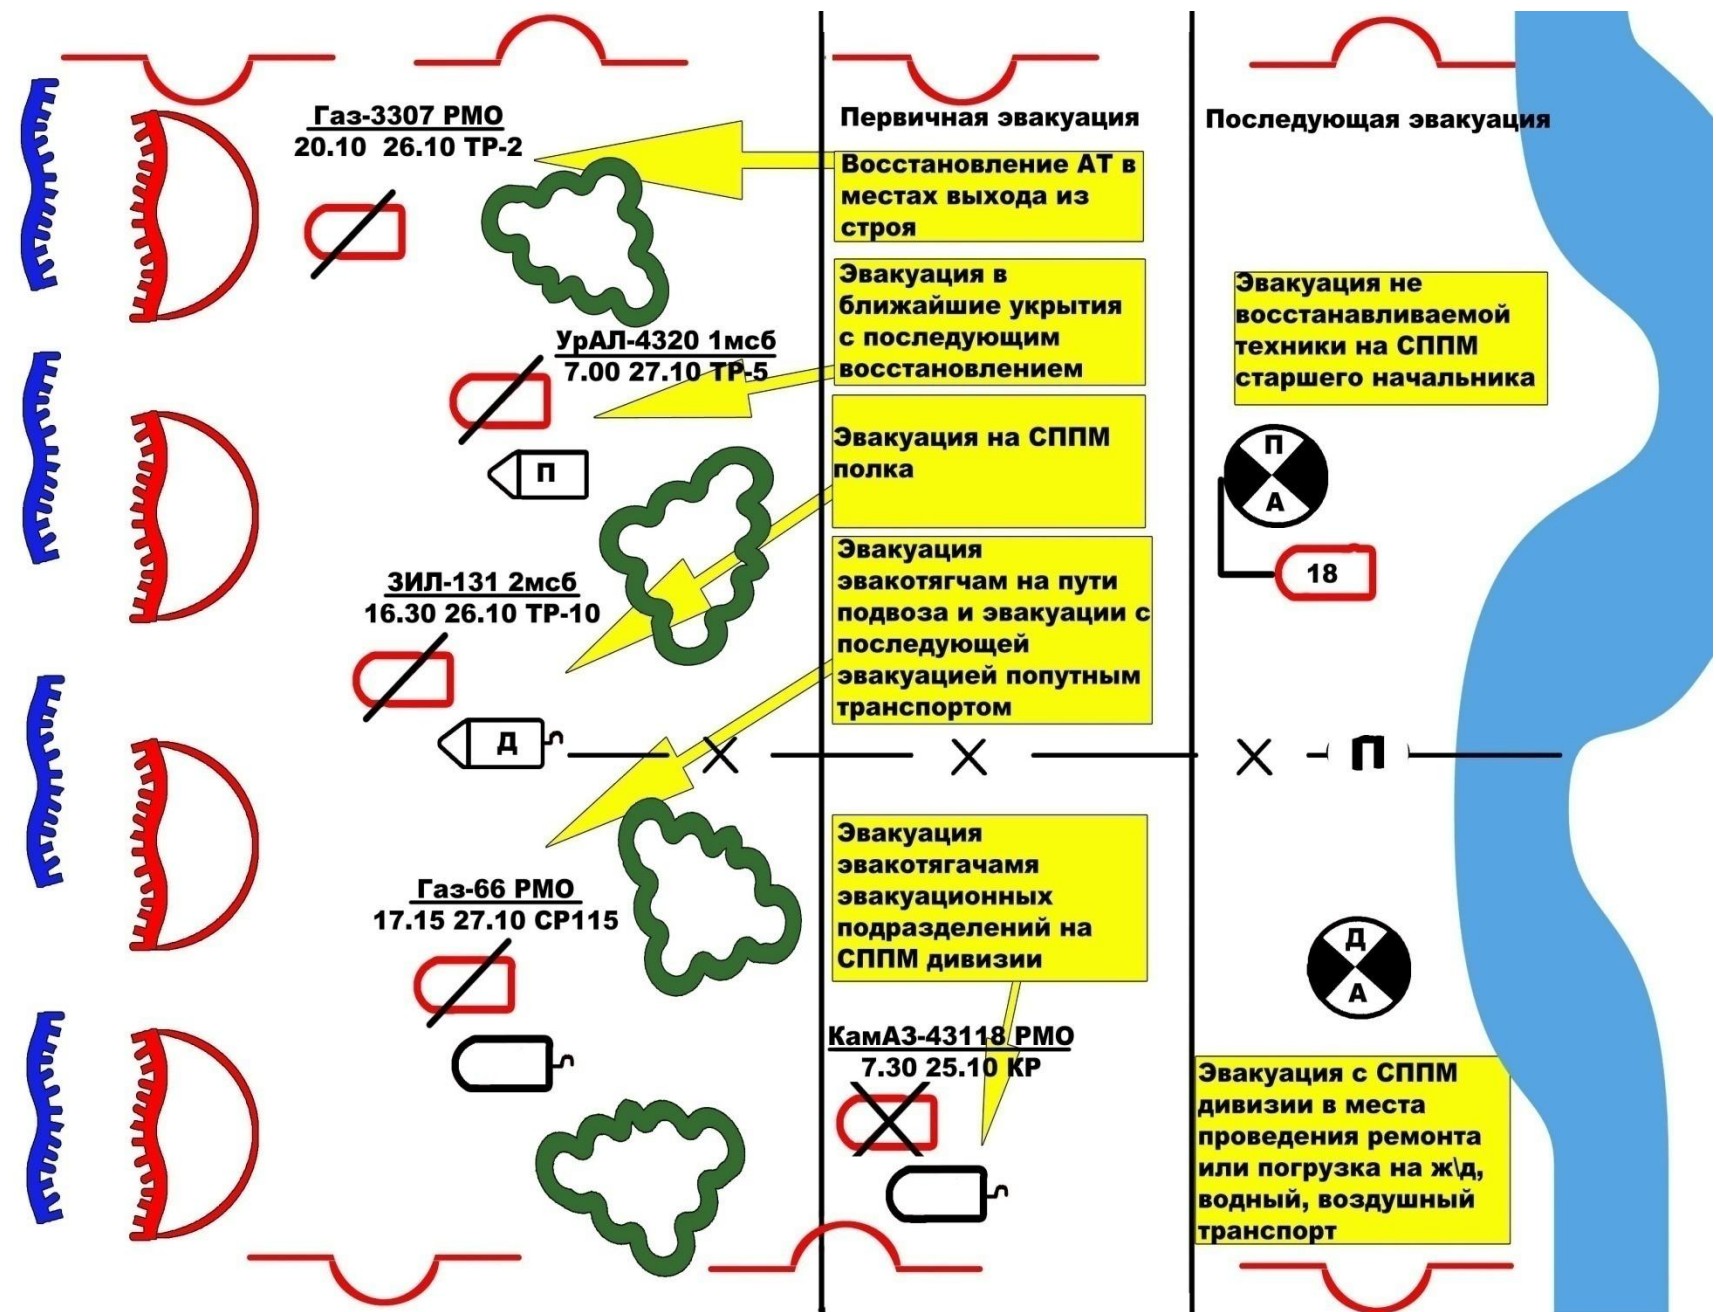 Газ-3307 РМО
20.10 26.10 ТР-2
УрАЛ-4320 1мсб
7.00 27.10 ТР-5
П
ЗИЛ-131 2мсб
16.30 26.10 ТР-10
Д
Газ-66 РМО
17.15 27.10 СР115
Первичная эвакуация
Восстановление АТ в
местах выхода из
строя
Эвакуация в
ближайшие укрытия
с последующим
восстановлением
Эвакуация на СППМ
полка
Эвакуация
эвакотягчам на пути
подвоза и эвакуации с
последующей
эвакуацией попутным
транспортом
Эвакуация
эвакотягачамя
эвакуационных
подразделений на
СППМ дивизии
КамАЗ-43118 РМО
7.30 25.10 КР
Последующая эвакуация
Эвакуация не
восстанавливаемой
техники на СППМ
старшего начальника
П
А
18
П
Д
А
Эвакуация с СППМ
дивизии в места
проведения ремонта
или погрузка на ж\д,
водный, воздушный
транспорт